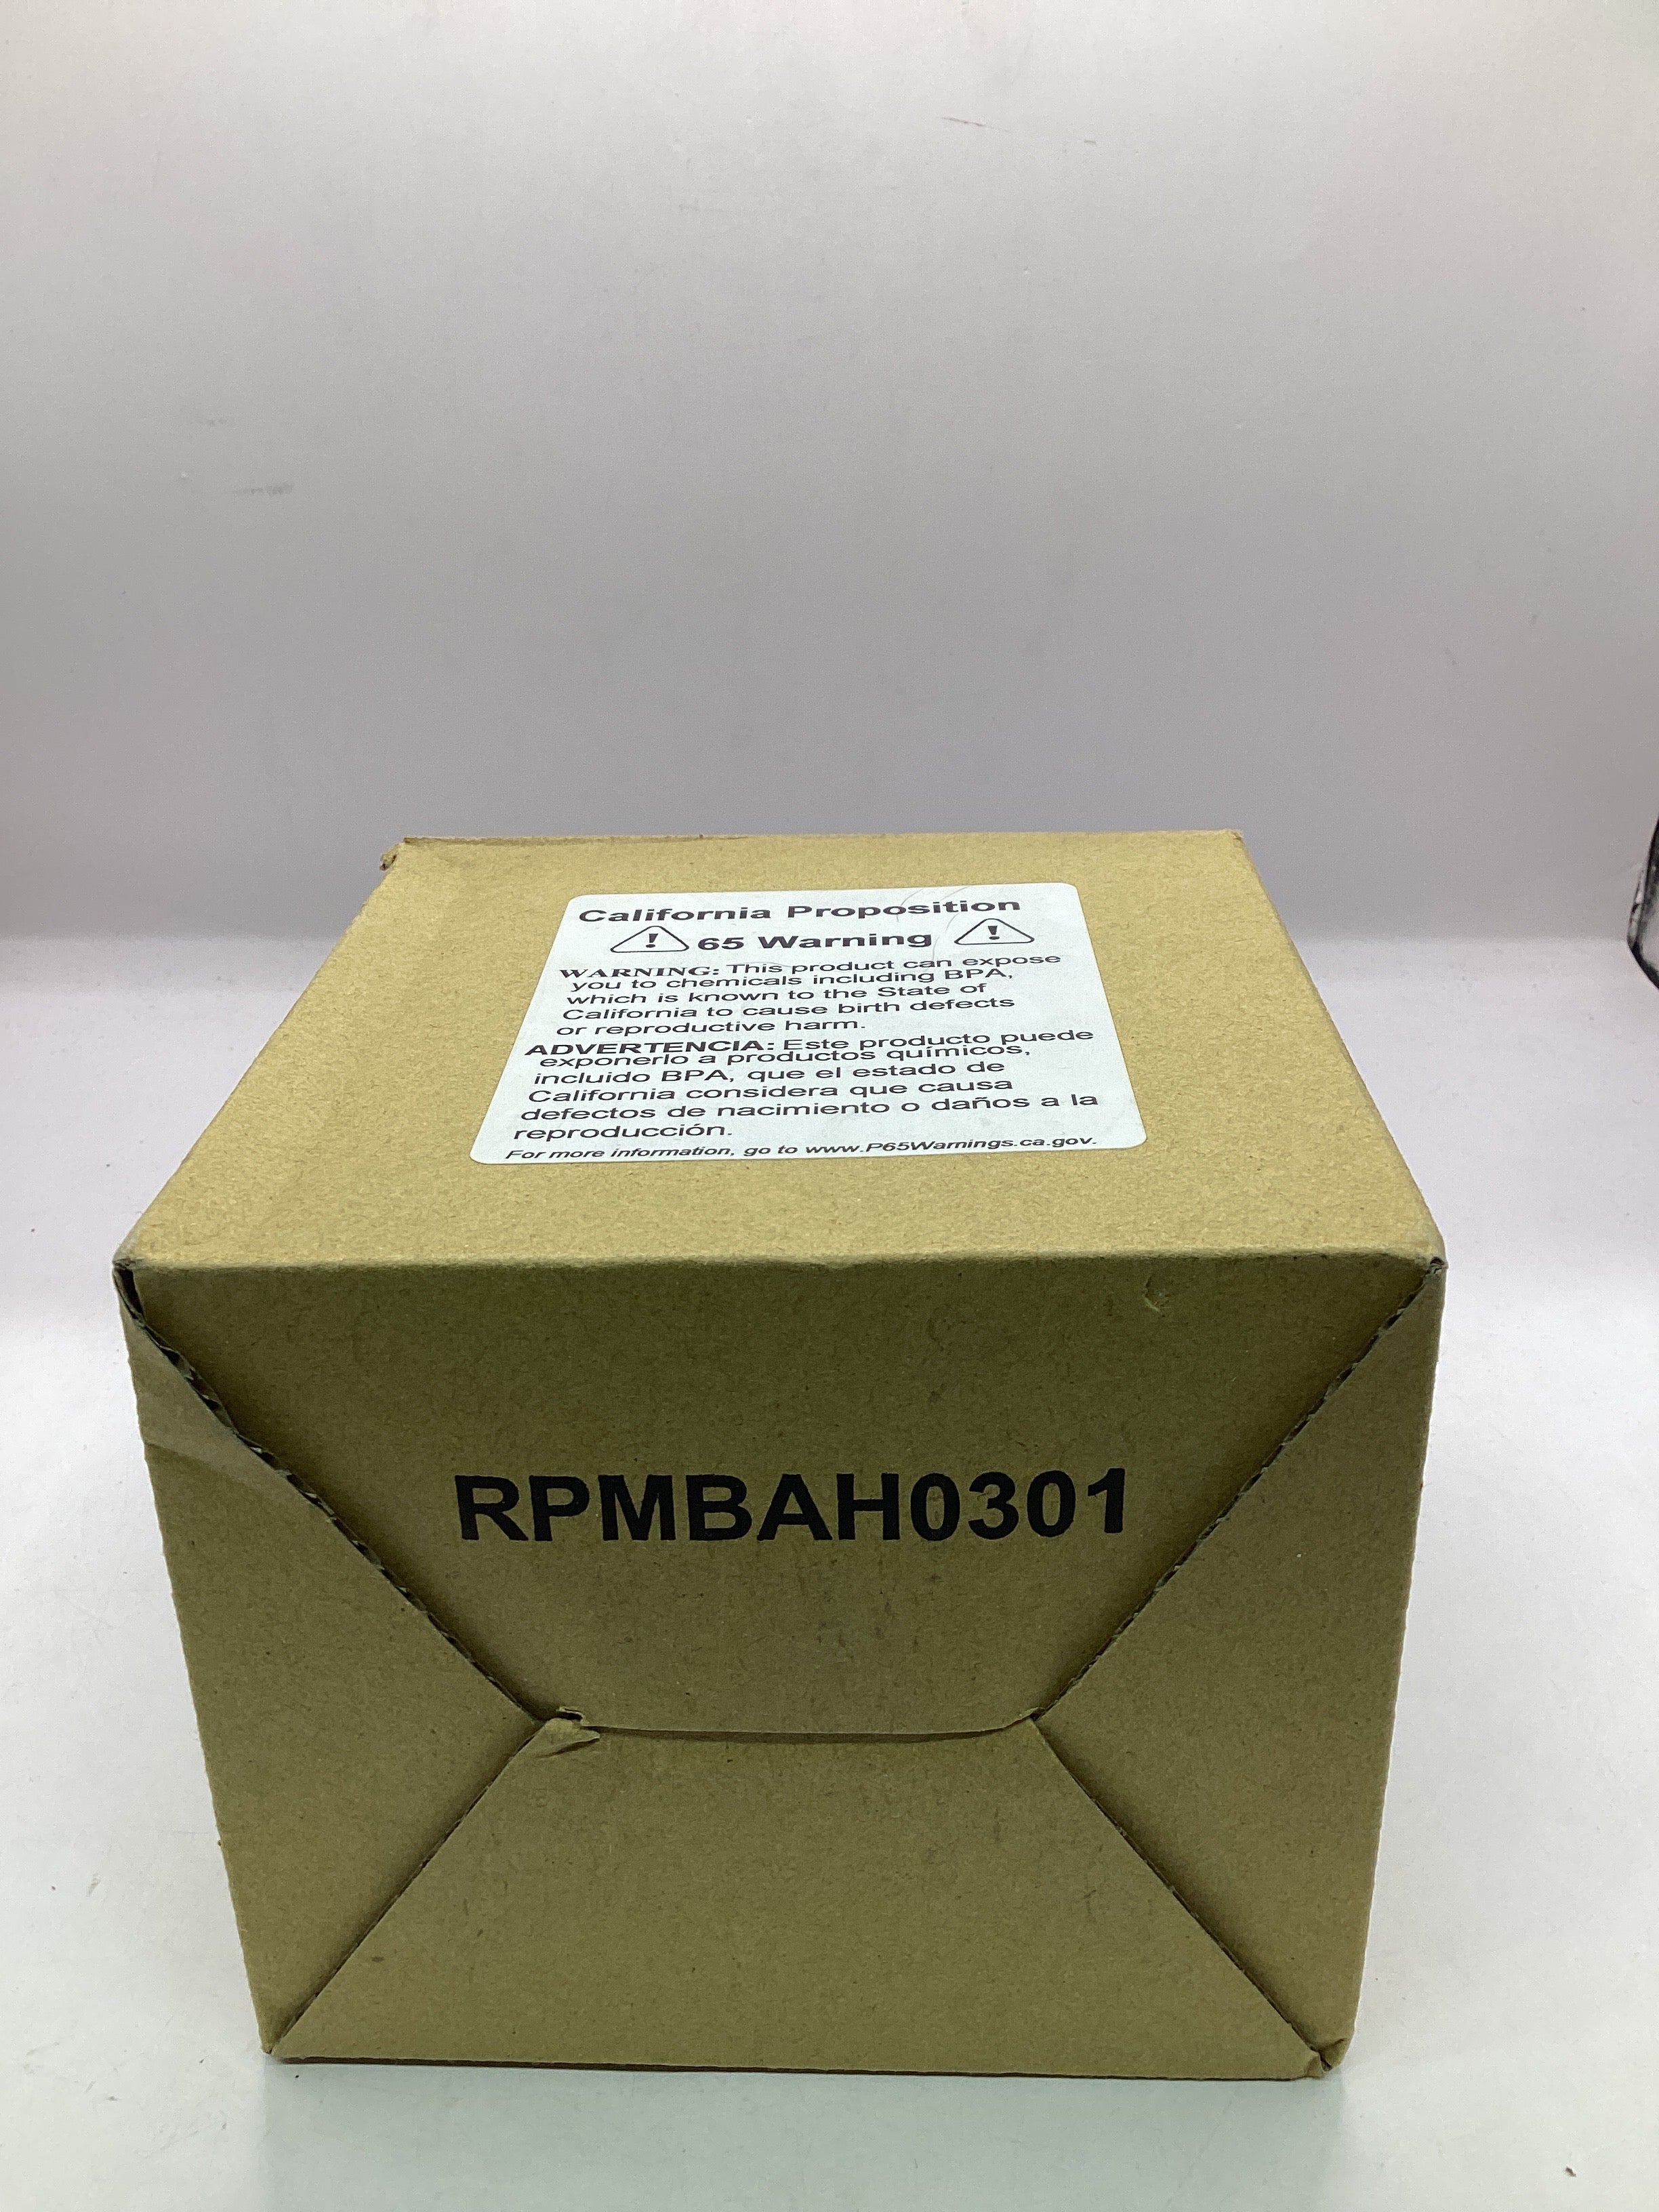 California Proposition
65 Warning
WARNING: This product can expose
you to chemicals including BPA,
which is known to the State of
California to cause birth defects
or reproductive harm.
ADVERTENCIA: Este producto puede
exponerlo a productos químicos,
incluido BPA, que el estado de
California considera que causa
defectos de nacimiento o daños a la
reproducción.
For more information, go to www.P65Warnings.ca.gov.
RPMBAH0301